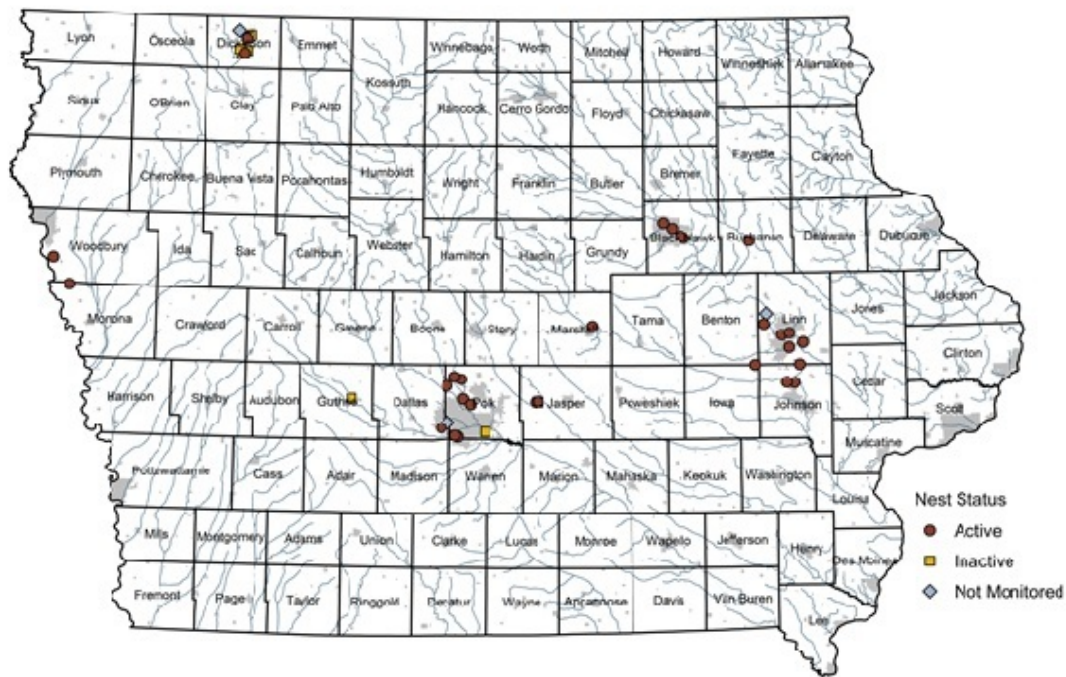 Lyon
Osceola
Dickinson
Emmet
Winnebago
Worth
Mitchell
Howard
Winneshiek
Allamakee
Kossuth
Sioux
O'Brien
Clay
Palo Alto
Hancock
Cerro Gordo
Floyd
Chickasaw
Fayette
Clayton
Plymouth
Cherokee
Buena Vista
Pocahontas
Humboldt
Wright
Franklin
Butler
Bremer
Woodbury
Ida
Sac
Calhoun
Webster
Hamilton
Hardin
Grundy
Black Hawk
Buchanan
Delaware
Dubuque
Monona
Crawford
Carroll
Greene
Boone
Story
Marshall
Tama
Benton
Linn
Jones
Jackson
Clinton
Harrison
Shelby
Audubon
Guthrie
Dallas
Polk
Jasper
Poweshiek
Iowa
Johnson
Cedar
Scott
Muscatine
Pottawattamie
Cass
Adair
Madison
Warren
Marion
Mahaska
Keokuk
Washington
Louisa
Mills
Montgomery
Adams
Union
Clarke
Lucas
Monroe
Wapello
Jefferson
Henry
Des Moines
Fremont
Page
Taylor
Ringgold
Decatur
Wayne
Appanoose
Davis
Van Buren
Lee
Nest Status
Active
Inactive
Not Monitored